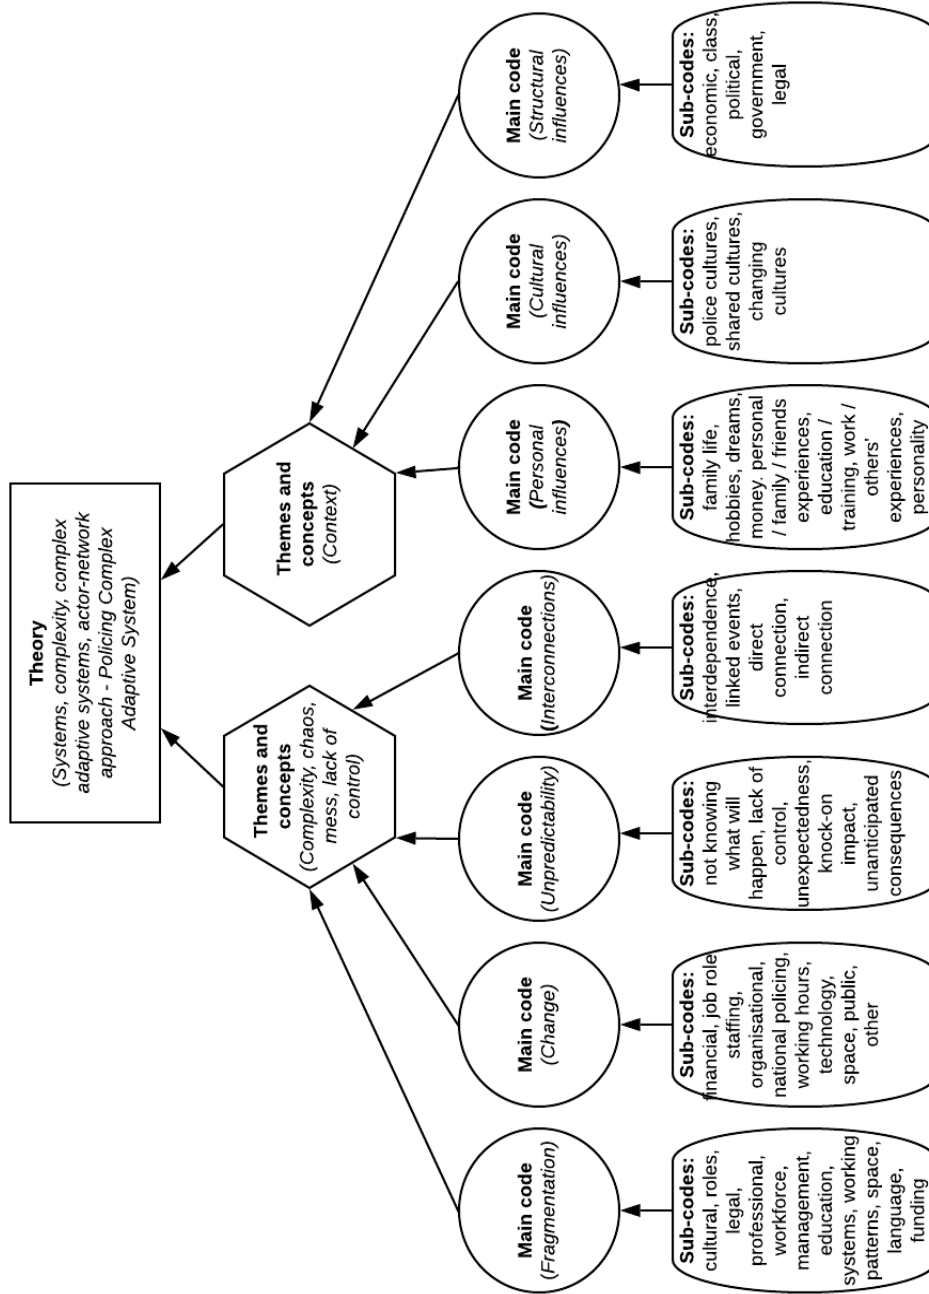 Theory
(Systems, complexity, complex
adaptive systems, actor-network
approach - Policing Complex
Adaptive System)
Themes and
concepts
(Complexity, chaos,
mess, lack of
control)
Themes and
concepts
(Context)
Main code
(Fragmentation)
Main code
(Change)
Main code
(Unpredictability)
Main code
(Interconnections)
Main code
(Personal
influences)
Main code
(Cultural
influences)
Main code
(Structural
influences)
Sub-codes:
cultural, roles,
legal,
professional,
workforce,
management,
education,
systems, working
patterns, space,
language,
funding
Sub-codes:
financial, job role
staffing,
organisational,
national policing,
working hours,
technology,
space, public,
other
Sub-codes:
not knowing
what will
happen, lack of
control,
unexpectedness,
knock-on
impact,
unanticipated
consequences
Sub-codes:
interdependence,
linked events,
direct
connection,
indirect
connection
Sub-codes:
family life,
hobbies, dreams,
money. personal
/ family / friends
experiences,
education /
training, work /
others'
experiences,
personality
Sub-codes:
police cultures,
shared cultures,
changing
cultures
Sub-codes:
economic, class,
political,
government,
legal